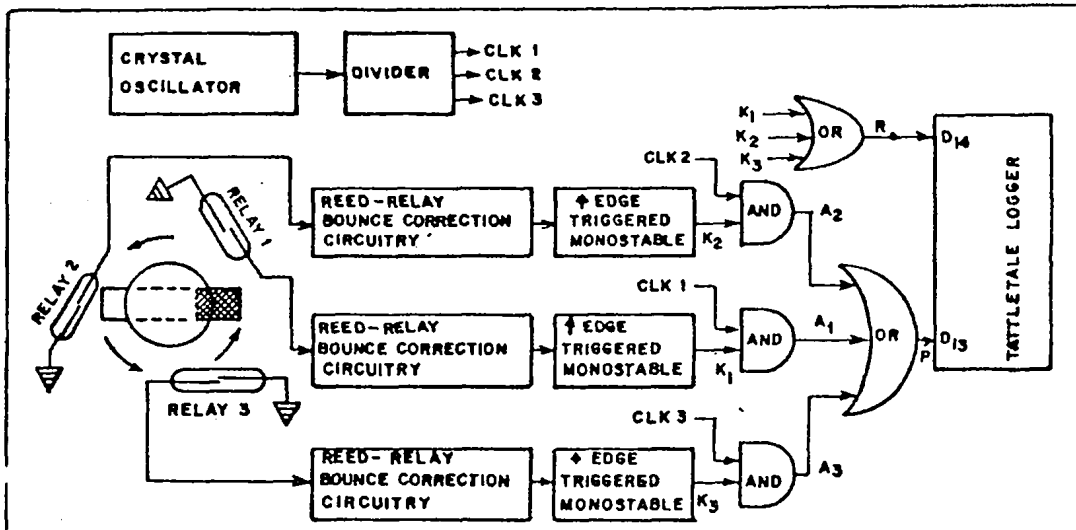 CRYSTAL
OSCILLATOR
DIVIDER
CLK 1
CLK 2
CLK 3
K1
K2
K3
OR
R
D14
TATTLETALE LOGGER
CLK 2
RELAY 1
RELAY 2
RELAY 3
REED-RELAY
BOUNCE CORRECTION
CIRCUITRY
↑ EDGE
TRIGGERED
MONOSTABLE
K2
AND
A2
CLK 1
REED-RELAY
BOUNCE CORRECTION
CIRCUITRY
↑ EDGE
TRIGGERED
MONOSTABLE
K1
AND
A1
OR
P
D13
CLK 3
REED- RELAY
BOUNCE CORRECTION
CIRCUITRY
↑ EDGE
TRIGGERED
MONOSTABLE
K3
AND
A3